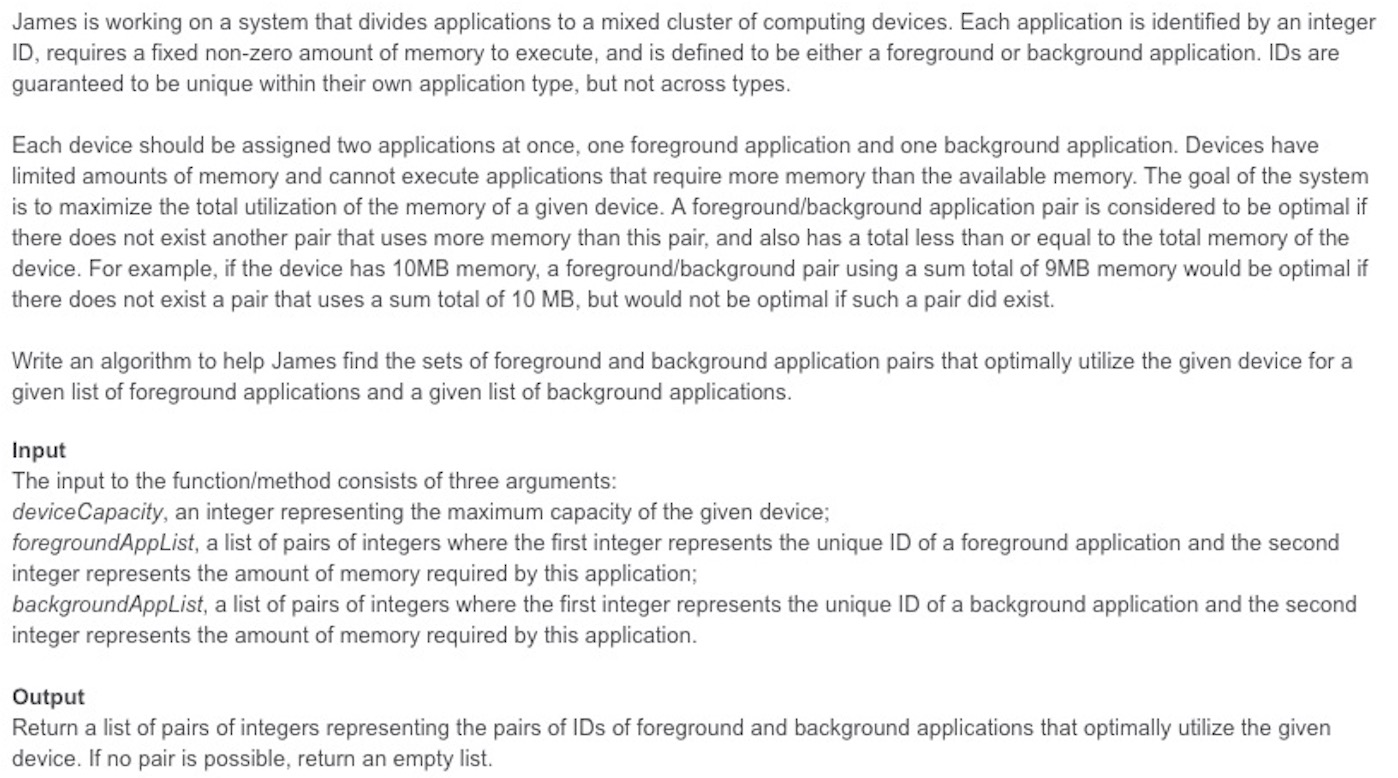 James is working on a system that divides applications to a mixed cluster of computing devices. Each application is identified by an integer
ID, requires a fixed non-zero amount of memory to execute, and is defined to be either a foreground or background application. IDs are
guaranteed to be unique within their own application type, but not across types.
Each device should be assigned two applications at once, one foreground application and one background application. Devices have
limited amounts of memory and cannot execute applications that require more memory than the available memory. The goal of the system
is to maximize the total utilization of the memory of a given device. A foreground/background application pair is considered to be optimal if
there does not exist another pair that uses more memory than this pair, and also has a total less than or equal to the total memory of the
device. For example, if the device has 10MB memory, a foreground/background pair using a sum total of 9MB memory would be optimal if
there does not exist a pair that uses a sum total of 10 MB, but would not be optimal if such a pair did exist.
Write an algorithm to help James find the sets of foreground and background application pairs that optimally utilize the given device for a
given list of foreground applications and a given list of background applications.
Input
The input to the function/method consists of three arguments:
deviceCapacity, an integer representing the maximum capacity of the given device;
foregroundAppList, a list of pairs of integers where the first integer represents the unique ID of a foreground application and the second
integer represents the amount of memory required by this application;
backgroundAppList, a list of pairs of integers where the first integer represents the unique ID of a background application and the second
integer represents the amount of memory required by this application.
Output
Return a list of pairs of integers representing the pairs of IDs of foreground and background applications that optimally utilize the given
device. If no pair is possible, return an empty list.